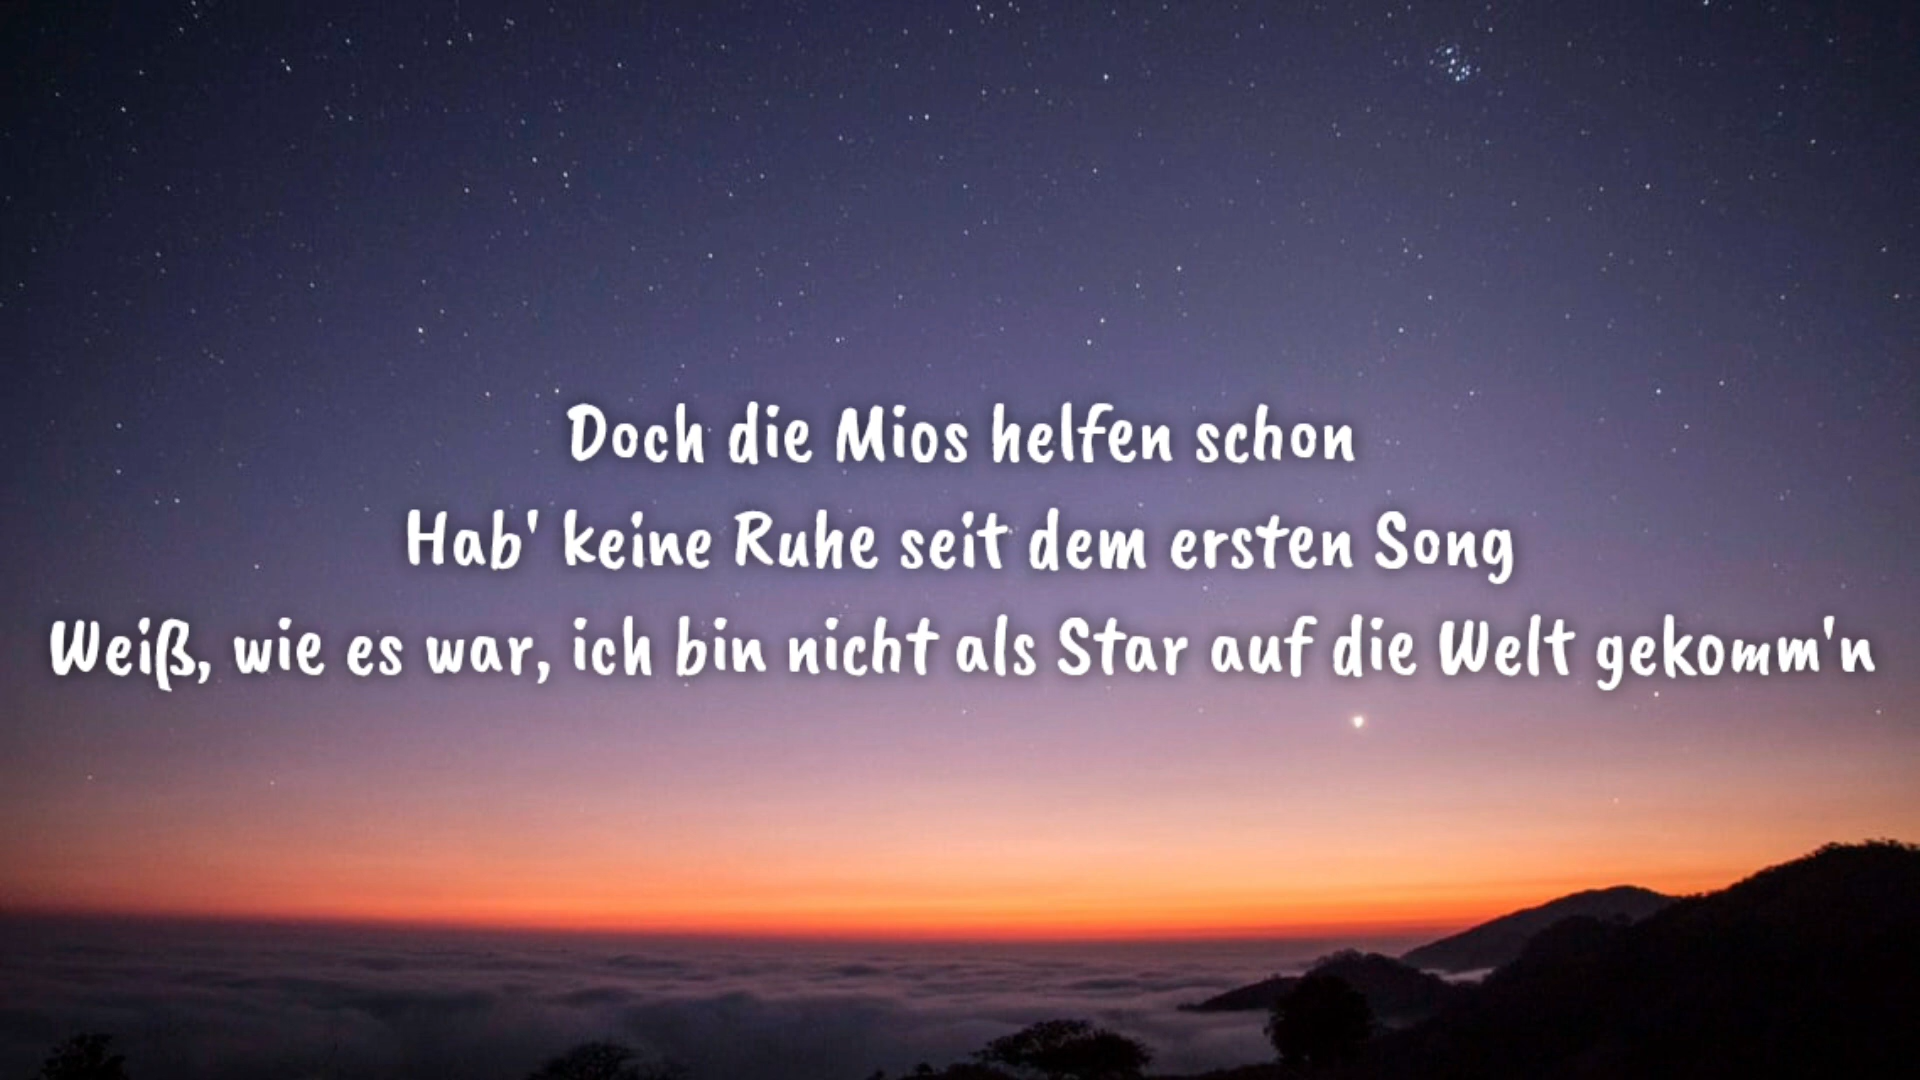 Doch die Mios helfen schon
Hab' keine Ruhe seit dem ersten Song
Weiß, wie es war, ich bin nicht als Star auf die Welt gekomm'n